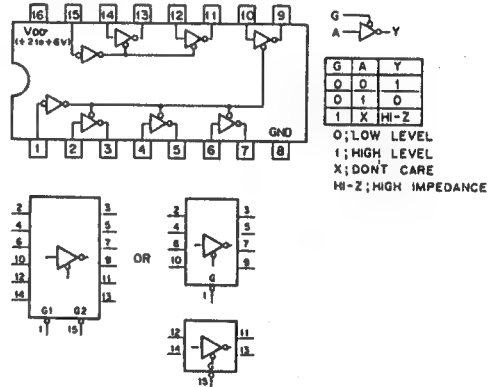 16 15 14 13 12 11 10 9
VDD
(+2 to +6V)
GND
1 2 3 4 5 6 7 8
G
A Y
G A Y
0 0 1
0 1 0
1 X HI-Z
0; LOW LEVEL
1; HIGH LEVEL
X; DON'T CARE
HI-Z; HIGH IMPEDANCE
2 3
4 5
6 7
10 9
12 11
14 13
G1 G2
1 15
OR
2 3
4 5
6 7
10 9
G
1
12 11
14 13
G
15